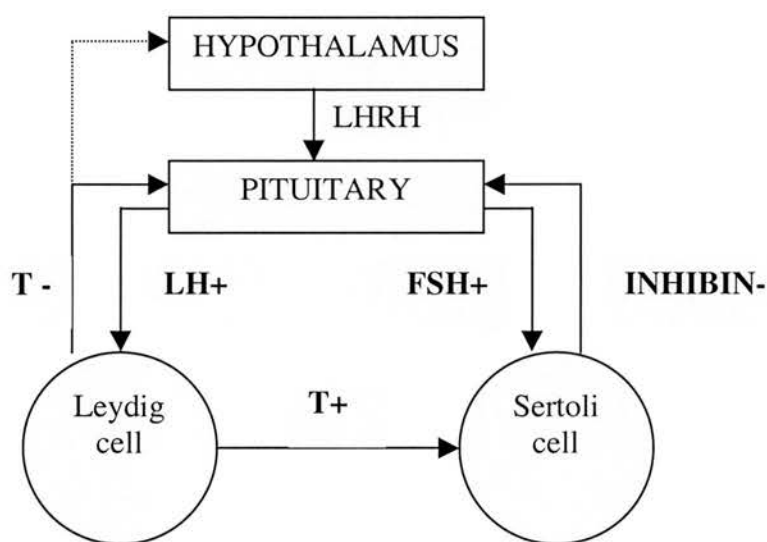 HYPOTHALAMUS
LHRH
PITUITARY
T -
LH+
FSH+
INHIBIN-
Leydig
cell
T+
Sertoli
cell